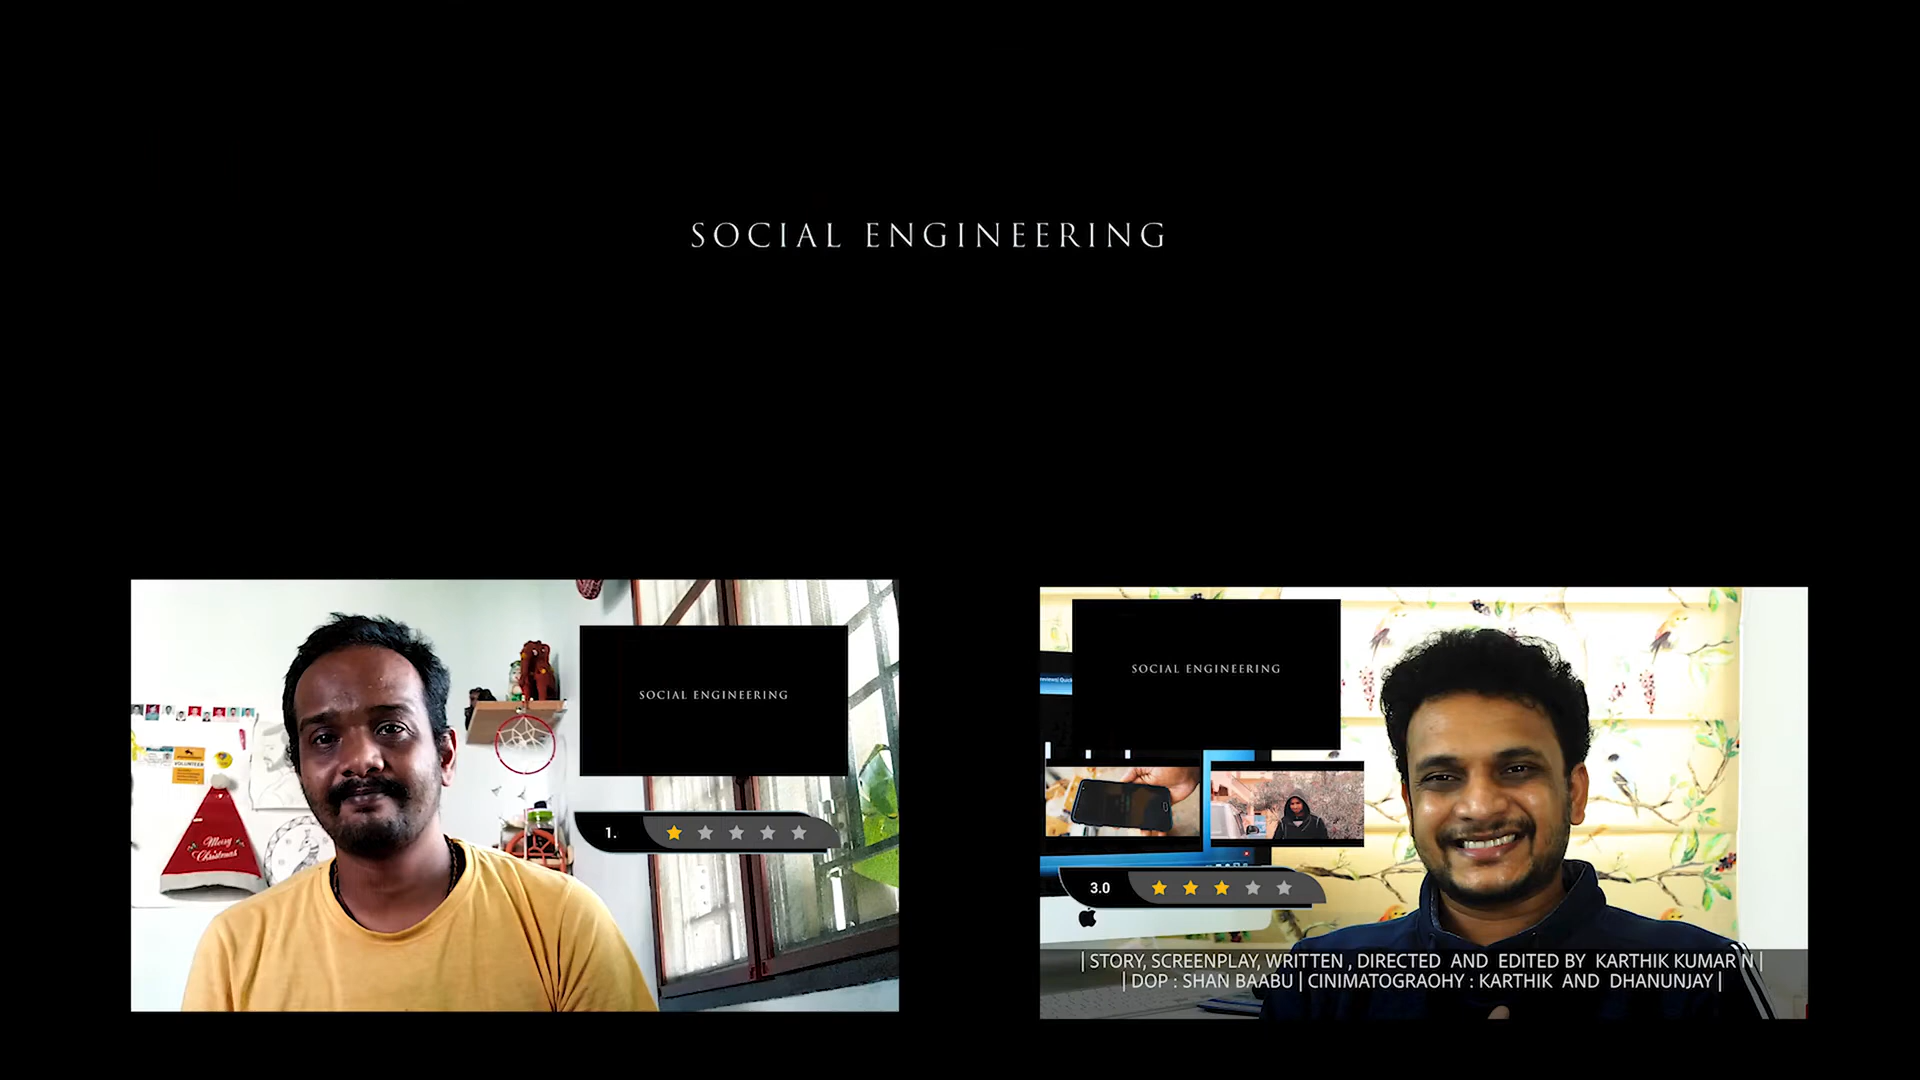 SOCIAL ENGINEERING
SOCIAL ENGINEERING
VOLUNTEER
Merry
Christmas
1.
SOCIAL ENGINEERING
3.0
| STORY, SCREENPLAY, WRITTEN , DIRECTED AND EDITED BY KARTHIK KUMAR N |
| DOP : SHAN BAABU | CINIMATOGRAOHY : KARTHIK AND DHANUNJAY |